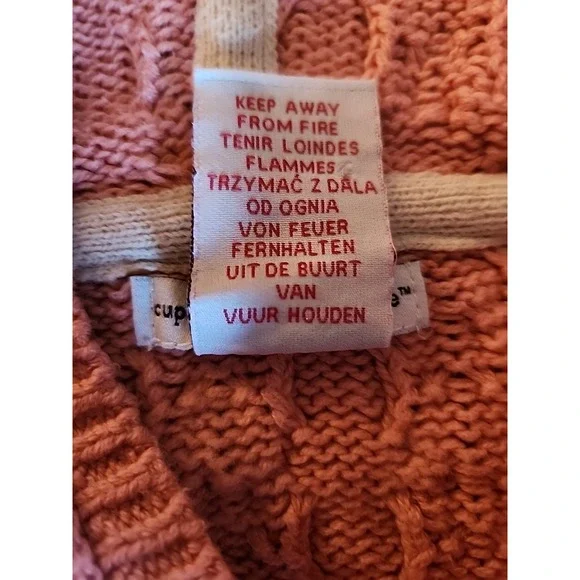 KEEP AWAY
FROM FIRE
TENIR LOINDES
FLAMMES
TRZYMAĆ Z DALA
OD OGNIA
VON FEUER
FERNHALTEN
UIT DE BUURT
VAN
VUUR HOUDEN